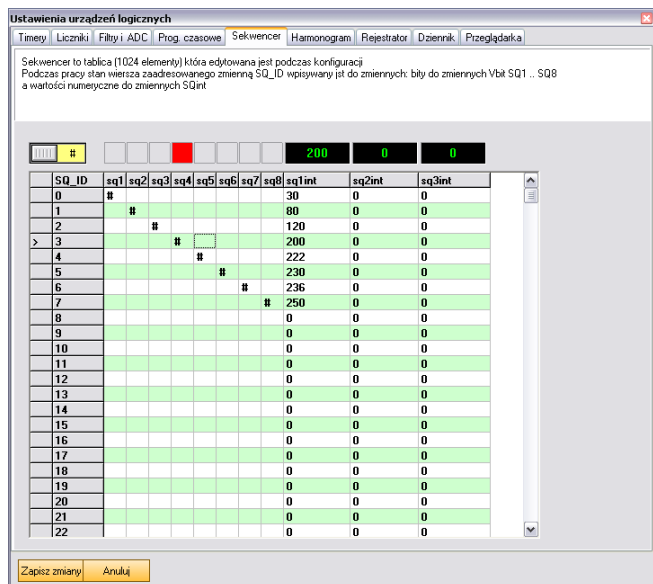 Ustawienia urządzeń logicznych
Timery Liczniki Filtry i ADC Prog. czasowe Sekwencer Harmonogram Rejestrator Dziennik Przeglądarka
Sekwencer to tablica (1024 elementy) która edytowana jest podczas konfiguracji
Podczas pracy stan wiersza zaadresowanego zmienną SQ_ID wpisywany jst do zmiennych: bity do zmiennych Vbit SQ1 .. SQ8
a wartości numeryczne do zmiennych SQint
# 200 0 0
SQ_ID sq1 sq2 sq3 sq4 sq5 sq6 sq7 sq8 sq1int sq2int sq3int
0 # 30 0 0
1 # 80 0 0
2 # 120 0 0
> 3 # 200 0 0
4 # 222 0 0
5 # 230 0 0
6 # 236 0 0
7 # 250 0 0
8 0 0 0
9 0 0 0
10 0 0 0
11 0 0 0
12 0 0 0
13 0 0 0
14 0 0 0
15 0 0 0
16 0 0 0
17 0 0 0
18 0 0 0
19 0 0 0
20 0 0 0
21 0 0 0
22 0 0 0
Zapisz zmiany Anuluj